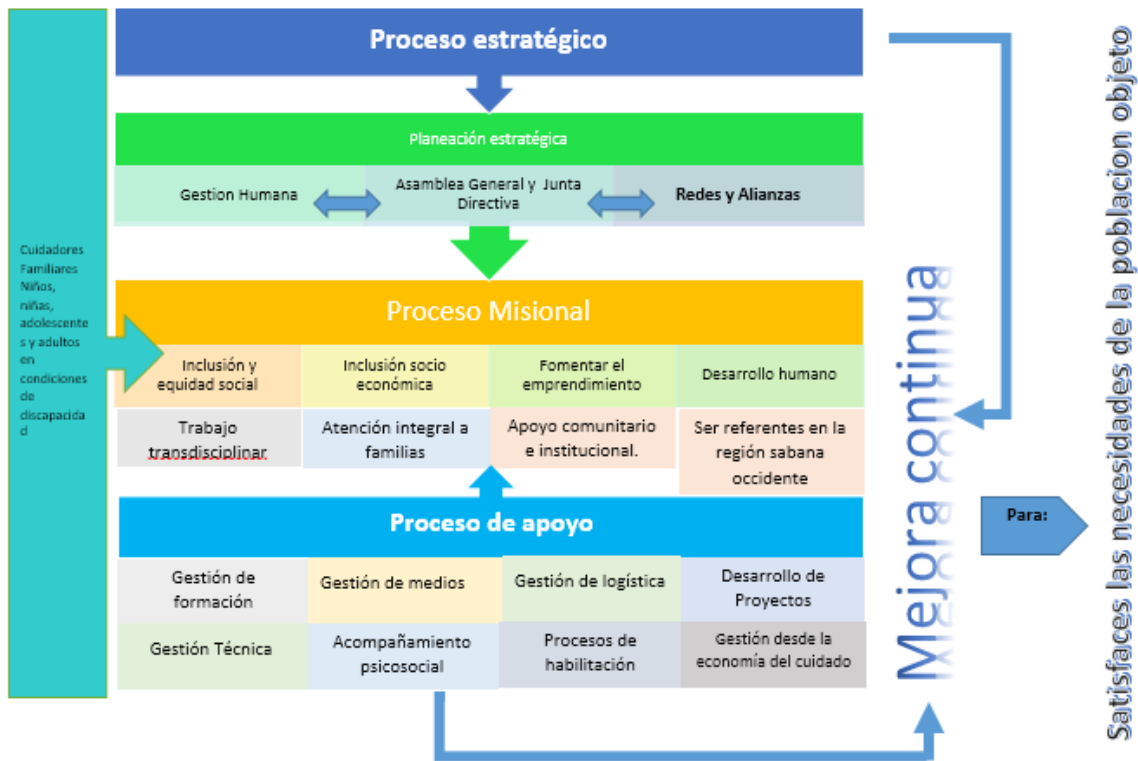 Proceso estratégico
Planeación estratégica
Gestion Humana
Asamblea General y Junta
Directiva
Redes y Alianzas
Cuidadores
Familiares
Niños,
niñas,
adolescente
s y adultos
en
condiciones
de
discapacida
d
Proceso Misional
Inclusión y
equidad social
Inclusión socio
económica
Fomentar el
emprendimiento
Desarrollo humano
Trabajo
transdisciplinar
Atención integral a
familias
Apoyo comunitario
e institucional.
Ser referentes en la
región sabana
occidente
Proceso de apoyo
Gestión de
formación
Gestión de medios
Gestión de logística
Desarrollo de
Proyectos
Gestión Técnica
Acompañamiento
psicosocial
Procesos de
habilitación
Gestión desde la
economía del cuidado
Mejora continua
Para:
Satisfaces las necesidades de la poblacion objeto